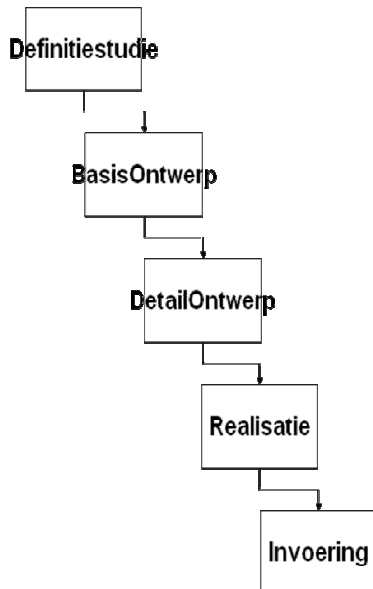 Definitiestudie
BasisOntwerp
DetailOntwerp
Realisatie
Invoering